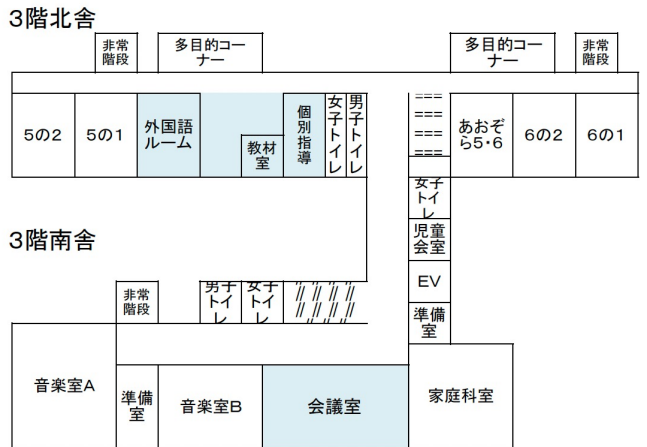 3階北舎
非常
階段
多目的コー
ナー
多目的コー
ナー
非常
階段
5の2
5の1
外国語
ルーム
教材
室
個別指導
女子トイレ
男子トイレ
あおぞ
ら5・6
6の2
6の1
女子
トイ
レ
児童
会室
EV
準備
室
3階南舎
非常
階段
男子
トイ
レ
女子
トイ
レ
音楽室A
準備
室
音楽室B
会議室
家庭科室